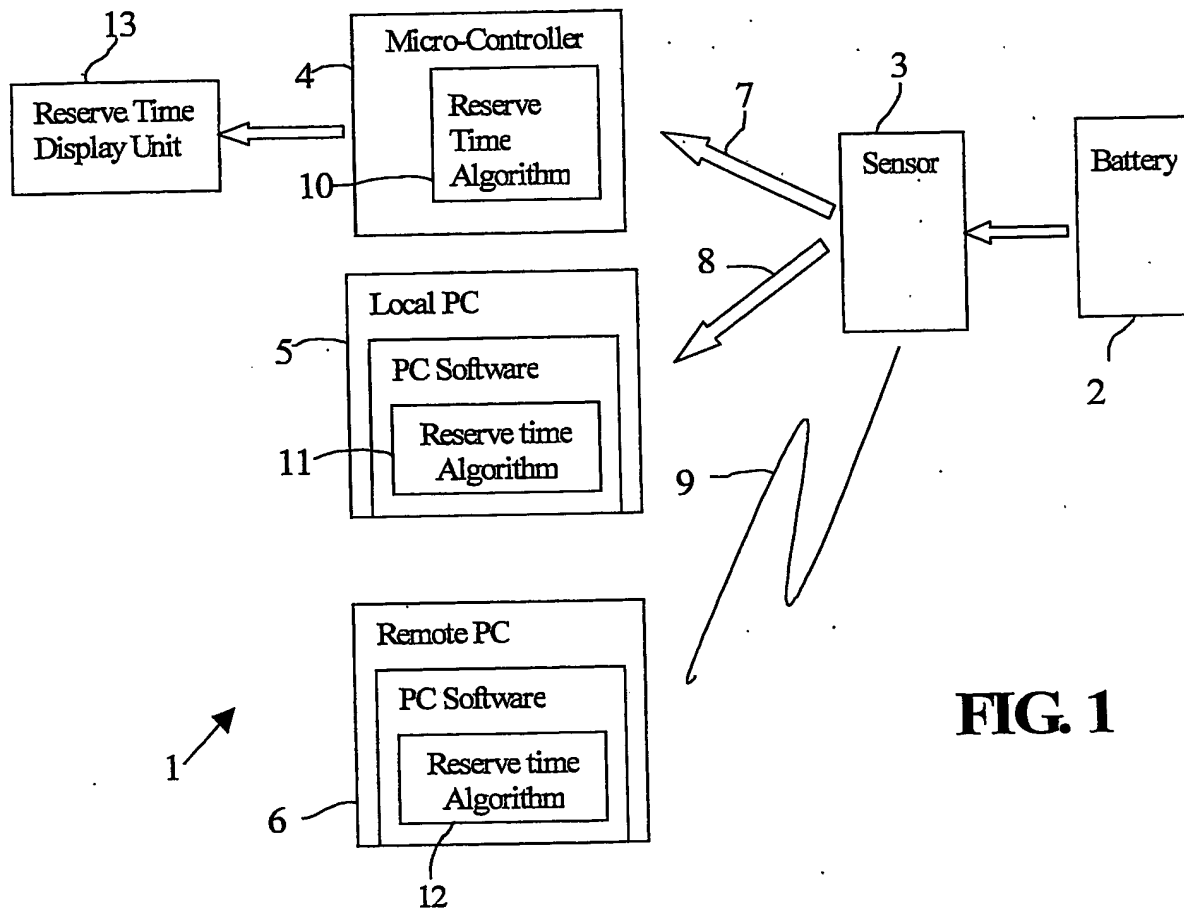 13
Reserve Time
Display Unit
4
Micro-Controller
Reserve
Time
Algorithm
10
7
3
Sensor
Battery
8
2
Local PC
5
PC Software
Reserve time
Algorithm
11
9
Remote PC
PC Software
Reserve time
Algorithm
6
12
1
FIG. 1